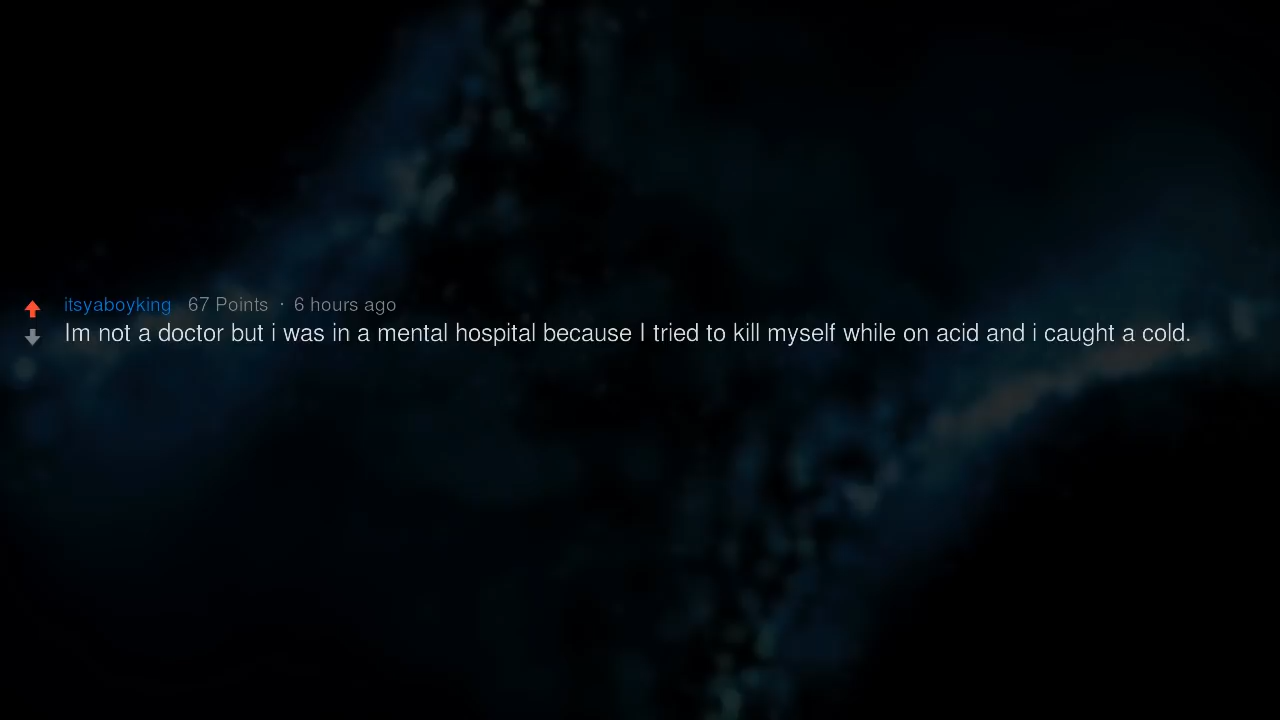 itsyaboyking 67 Points · 6 hours ago
Im not a doctor but i was in a mental hospital because I tried to kill myself while on acid and i caught a cold.